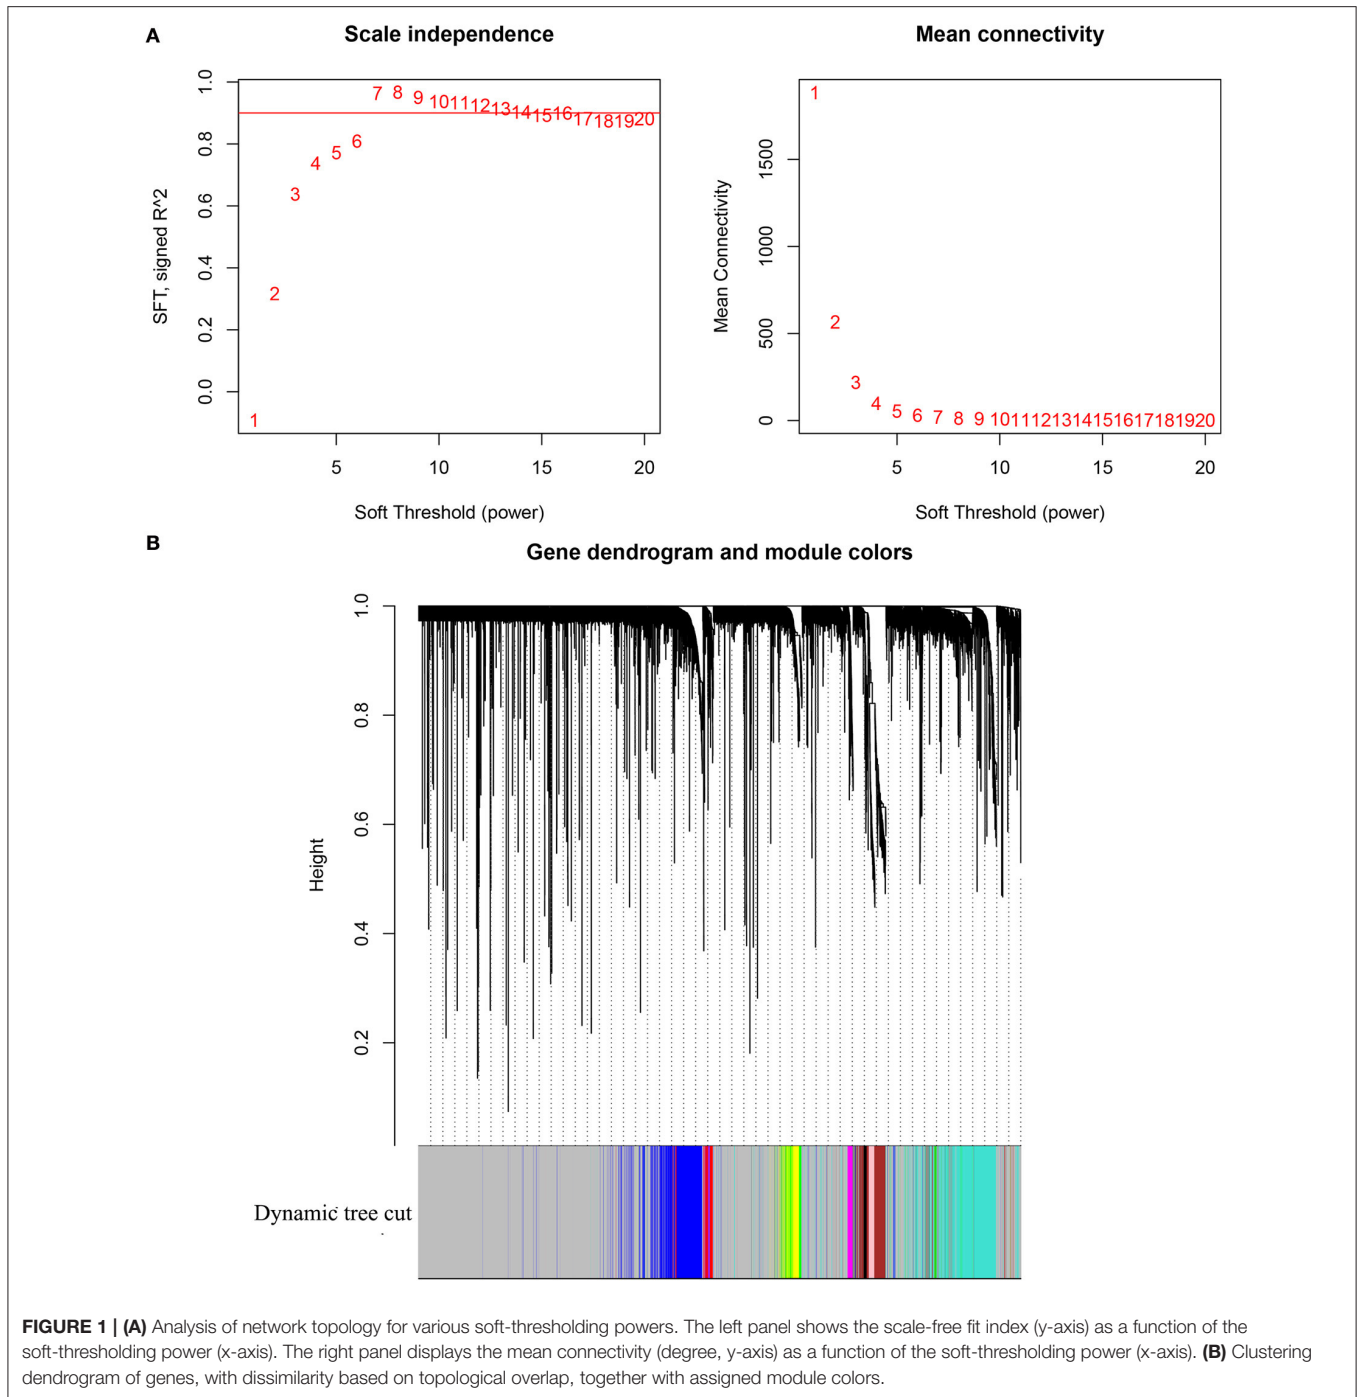 A
Scale independence
Mean connectivity
SFT, signed R^2
0.0 0.2 0.4 0.6 0.8 1.0
1 2 3 4 5 6 7 8 9 10 11 12 13 14 15 16 17 18 19 20
5 10 15 20
Soft Threshold (power)
Mean Connectivity
0 500 1000 1500
1 2 3 4 5 6 7 8 9 10 11 12 13 14 15 16 17 18 19 20
5 10 15 20
Soft Threshold (power)
B
Gene dendrogram and module colors
Height
0.2 0.4 0.6 0.8 1.0
Dynamic tree cut
FIGURE 1 | (A) Analysis of network topology for various soft-thresholding powers. The left panel shows the scale-free fit index (y-axis) as a function of the
soft-thresholding power (x-axis). The right panel displays the mean connectivity (degree, y-axis) as a function of the soft-thresholding power (x-axis). (B) Clustering
dendrogram of genes, with dissimilarity based on topological overlap, together with assigned module colors.